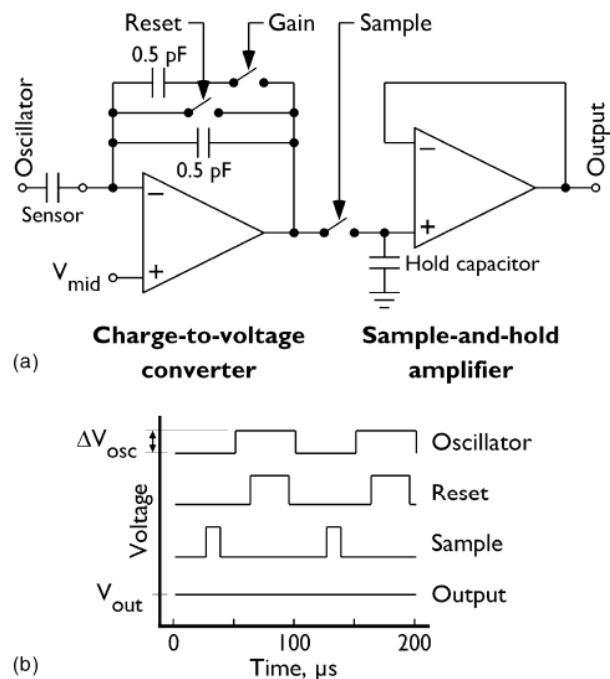 Reset Gain Sample
0.5 pF
Oscillator
0.5 pF
Sensor
−
+
V_mid
−
+
Output
Hold capacitor
Charge-to-voltage
converter
Sample-and-hold
amplifier
(a)
ΔV_osc
Oscillator
Reset
Voltage
Sample
V_out
Output
0 100 200
Time, µs
(b)